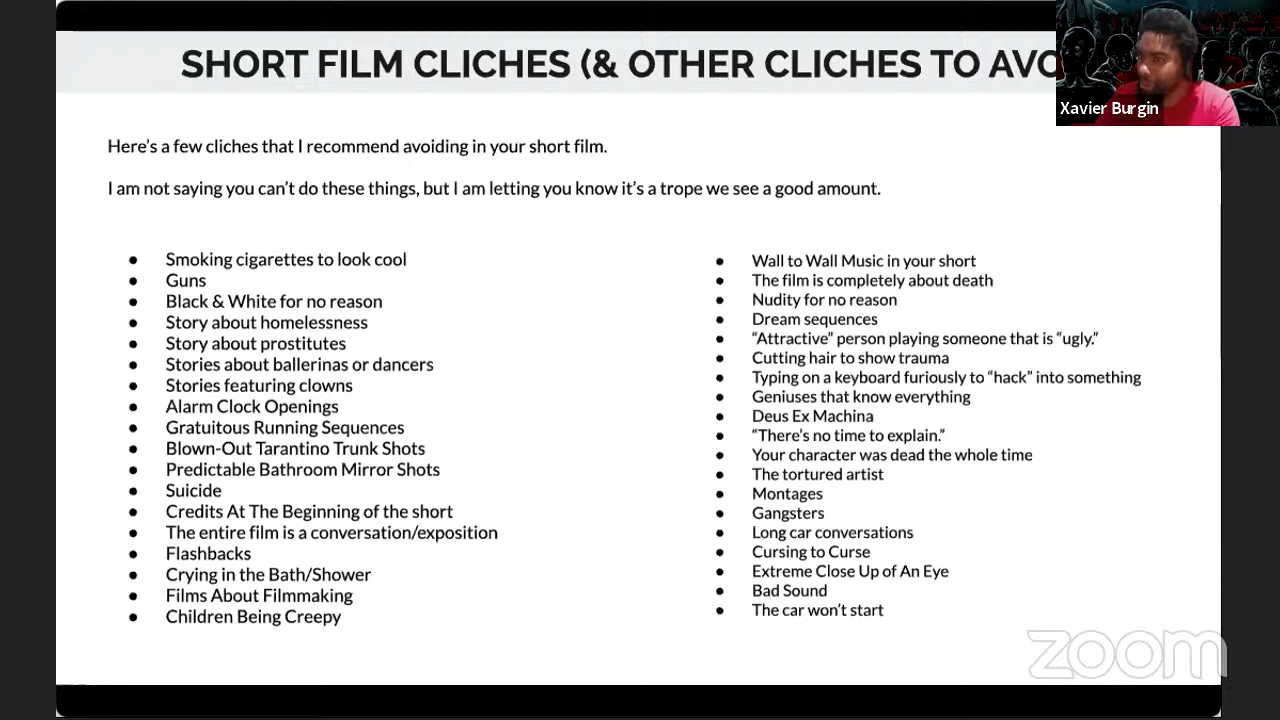 SHORT FILM CLICHES (& OTHER CLICHES TO AVO
Xavier Burgin
Here's a few cliches that I recommend avoiding in your short film.
I am not saying you can't do these things, but I am letting you know it's a trope we see a good amount.
● Smoking cigarettes to look cool
● Guns
● Black & White for no reason
● Story about homelessness
● Story about prostitutes
● Stories about ballerinas or dancers
● Stories featuring clowns
● Alarm Clock Openings
● Gratuitous Running Sequences
● Blown-Out Tarantino Trunk Shots
● Predictable Bathroom Mirror Shots
● Suicide
● Credits At The Beginning of the short
● The entire film is a conversation/exposition
● Flashbacks
● Crying in the Bath/Shower
● Films About Filmmaking
● Children Being Creepy
● Wall to Wall Music in your short
● The film is completely about death
● Nudity for no reason
● Dream sequences
● “Attractive” person playing someone that is “ugly.”
● Cutting hair to show trauma
● Typing on a keyboard furiously to “hack” into something
● Geniuses that know everything
● Deus Ex Machina
● “There's no time to explain.”
● Your character was dead the whole time
● The tortured artist
● Montages
● Gangsters
● Long car conversations
● Cursing to Curse
● Extreme Close Up of An Eye
● Bad Sound
● The car won't start
zoom